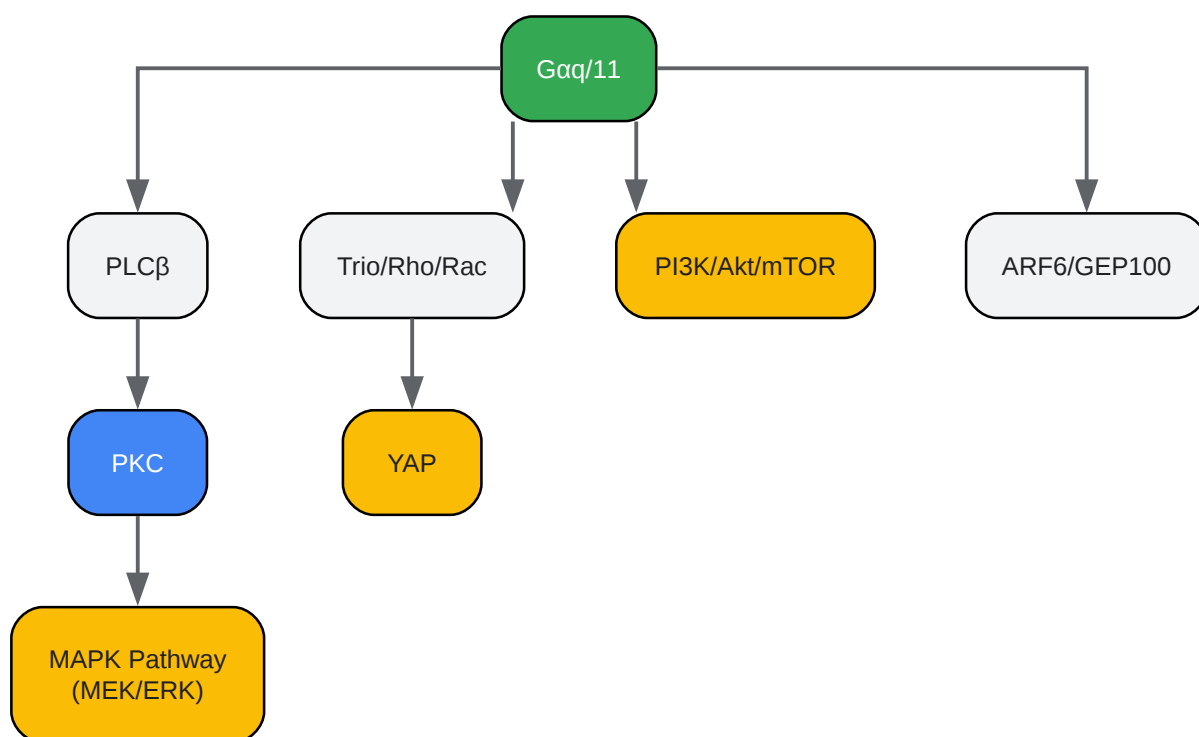 Gαq/11
PLCβ
Trio/Rho/Rac
PI3K/Akt/mTOR
ARF6/GEP100
PKC
YAP
MAPK Pathway
(MEK/ERK)